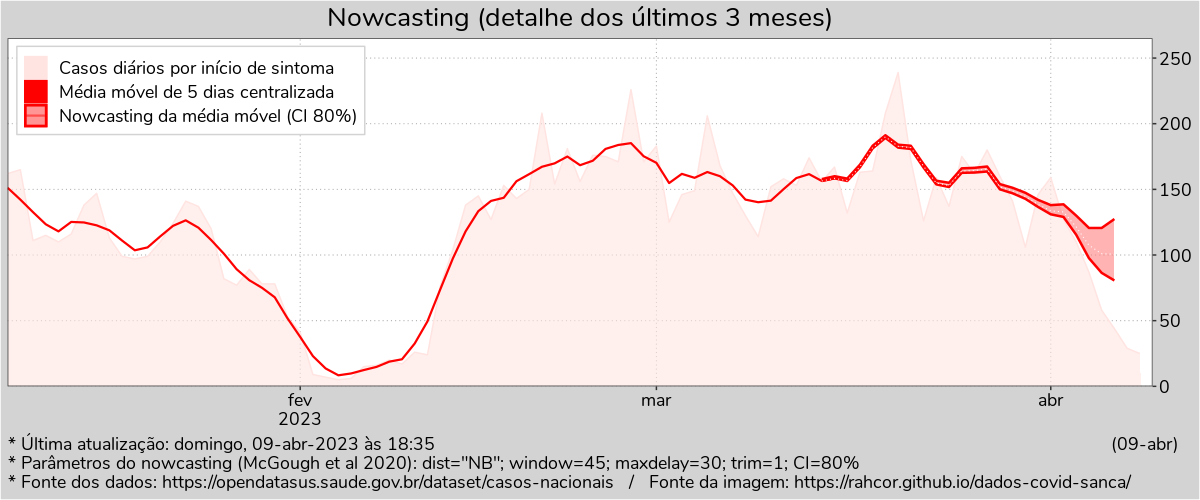 Nowcasting (detalhe dos últimos 3 meses)
Casos diários por início de sintoma
Média móvel de 5 dias centralizada
Nowcasting da média móvel (CI 80%)
250
200
150
100
50
0
fev
2023
mar
abr
* Última atualização: domingo, 09-abr-2023 às 18:35
(09-abr)
* Parâmetros do nowcasting (McGough et al 2020): dist="NB"; window=45; maxdelay=30; trim=1; CI=80%
* Fonte dos dados: https://opendatasus.saude.gov.br/dataset/casos-nacionais / Fonte da imagem: https://rahcor.github.io/dados-covid-sanca/